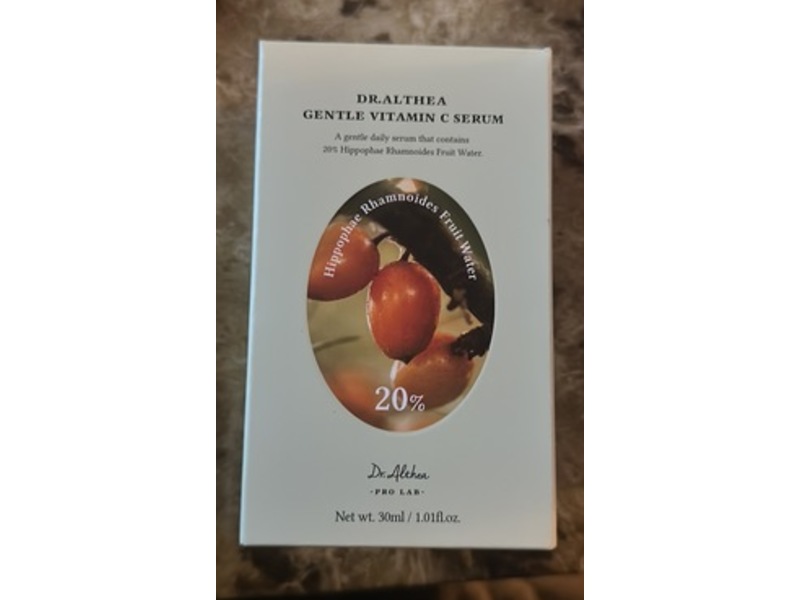 DR.ALTHEA
GENTLE VITAMIN C SERUM
A gentle daily serum that contains
20% Hippophae Rhamnoides Fruit Water.
Hippophae Rhamnoides Fruit Water
20%
Dr.Althea
-PRO LAB-
Net wt. 30ml / 1.01fl.oz.